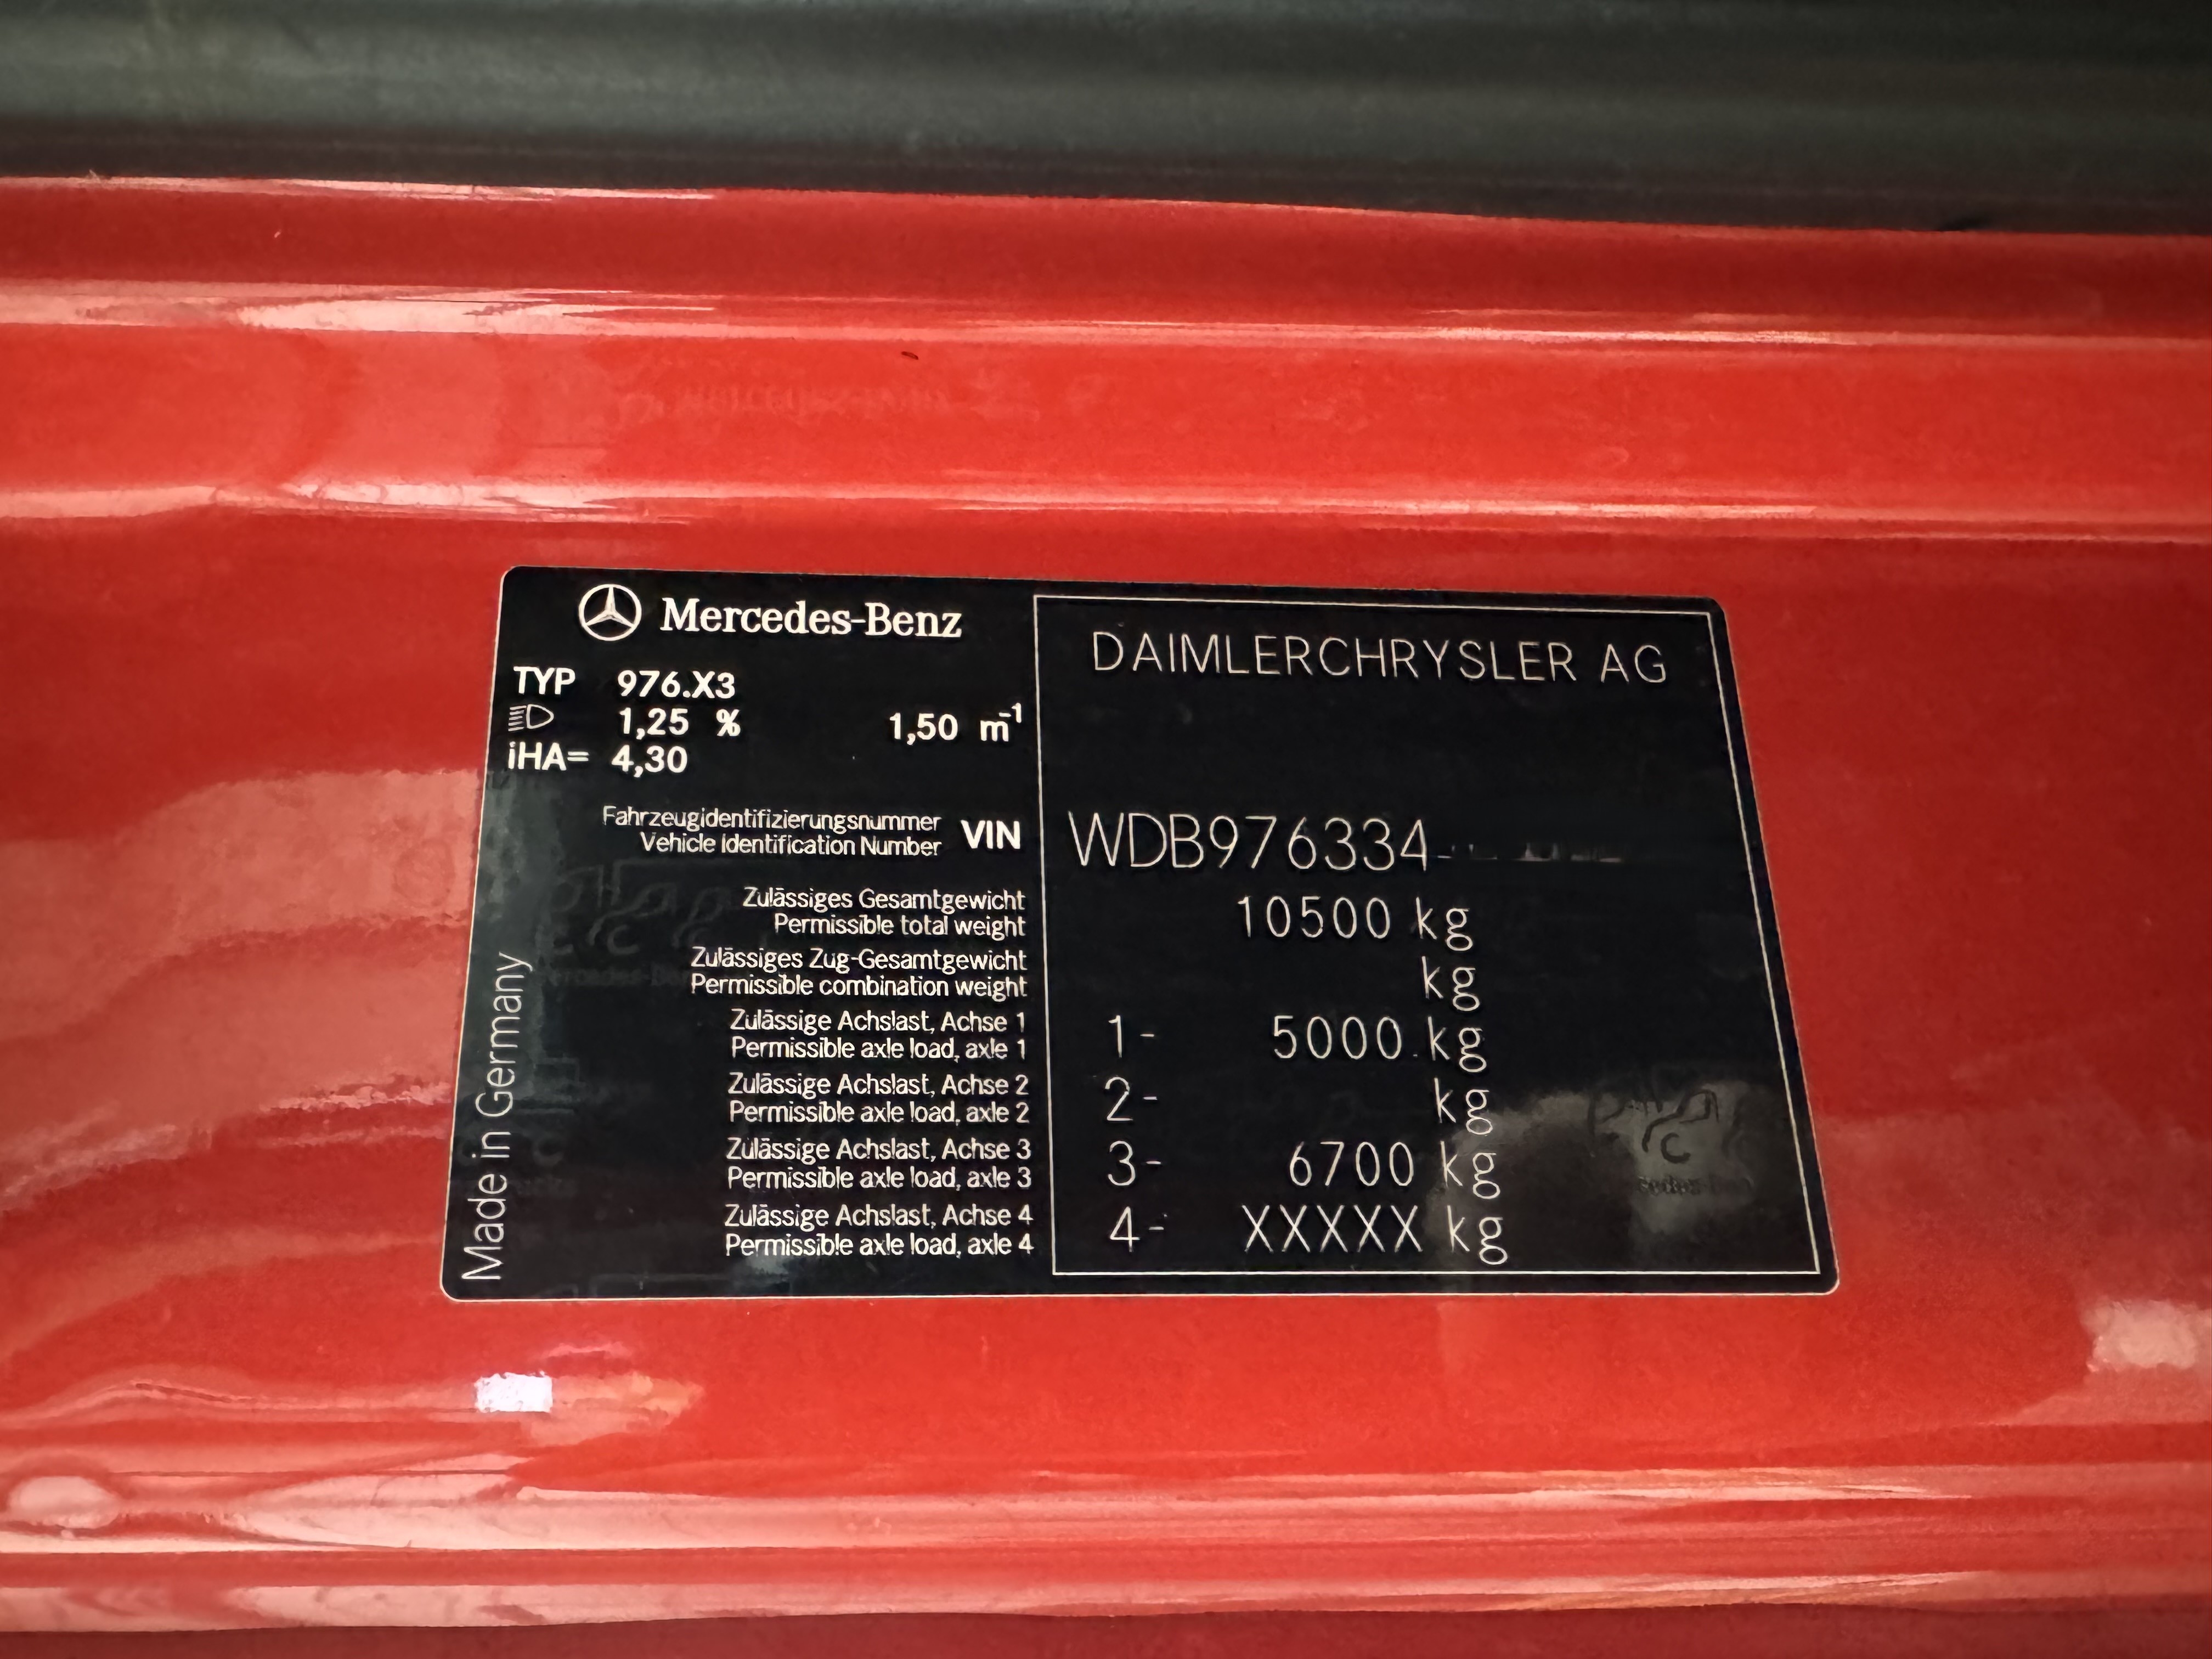 Mercedes-Benz
TYP 976.X3
1,25 % 1,50 m⁻¹
iHA= 4,30
DAIMLERCHRYSLER AG
Fahrzeugidentifizierungsnummer
Vehicle Identification Number
VIN WDB976334
Zulässiges Gesamtgewicht
Permissible total weight
10500 kg
Zulässiges Zug-Gesamtgewicht
Permissible combination weight
kg
Zulässige Achslast, Achse 1
Permissible axle load, axle 1
1- 5000 kg
Zulässige Achslast, Achse 2
Permissible axle load, axle 2
2- kg
Zulässige Achslast, Achse 3
Permissible axle load, axle 3
3- 6700 kg
Zulässige Achslast, Achse 4
Permissible axle load, axle 4
4- XXXXX kg
Made in Germany